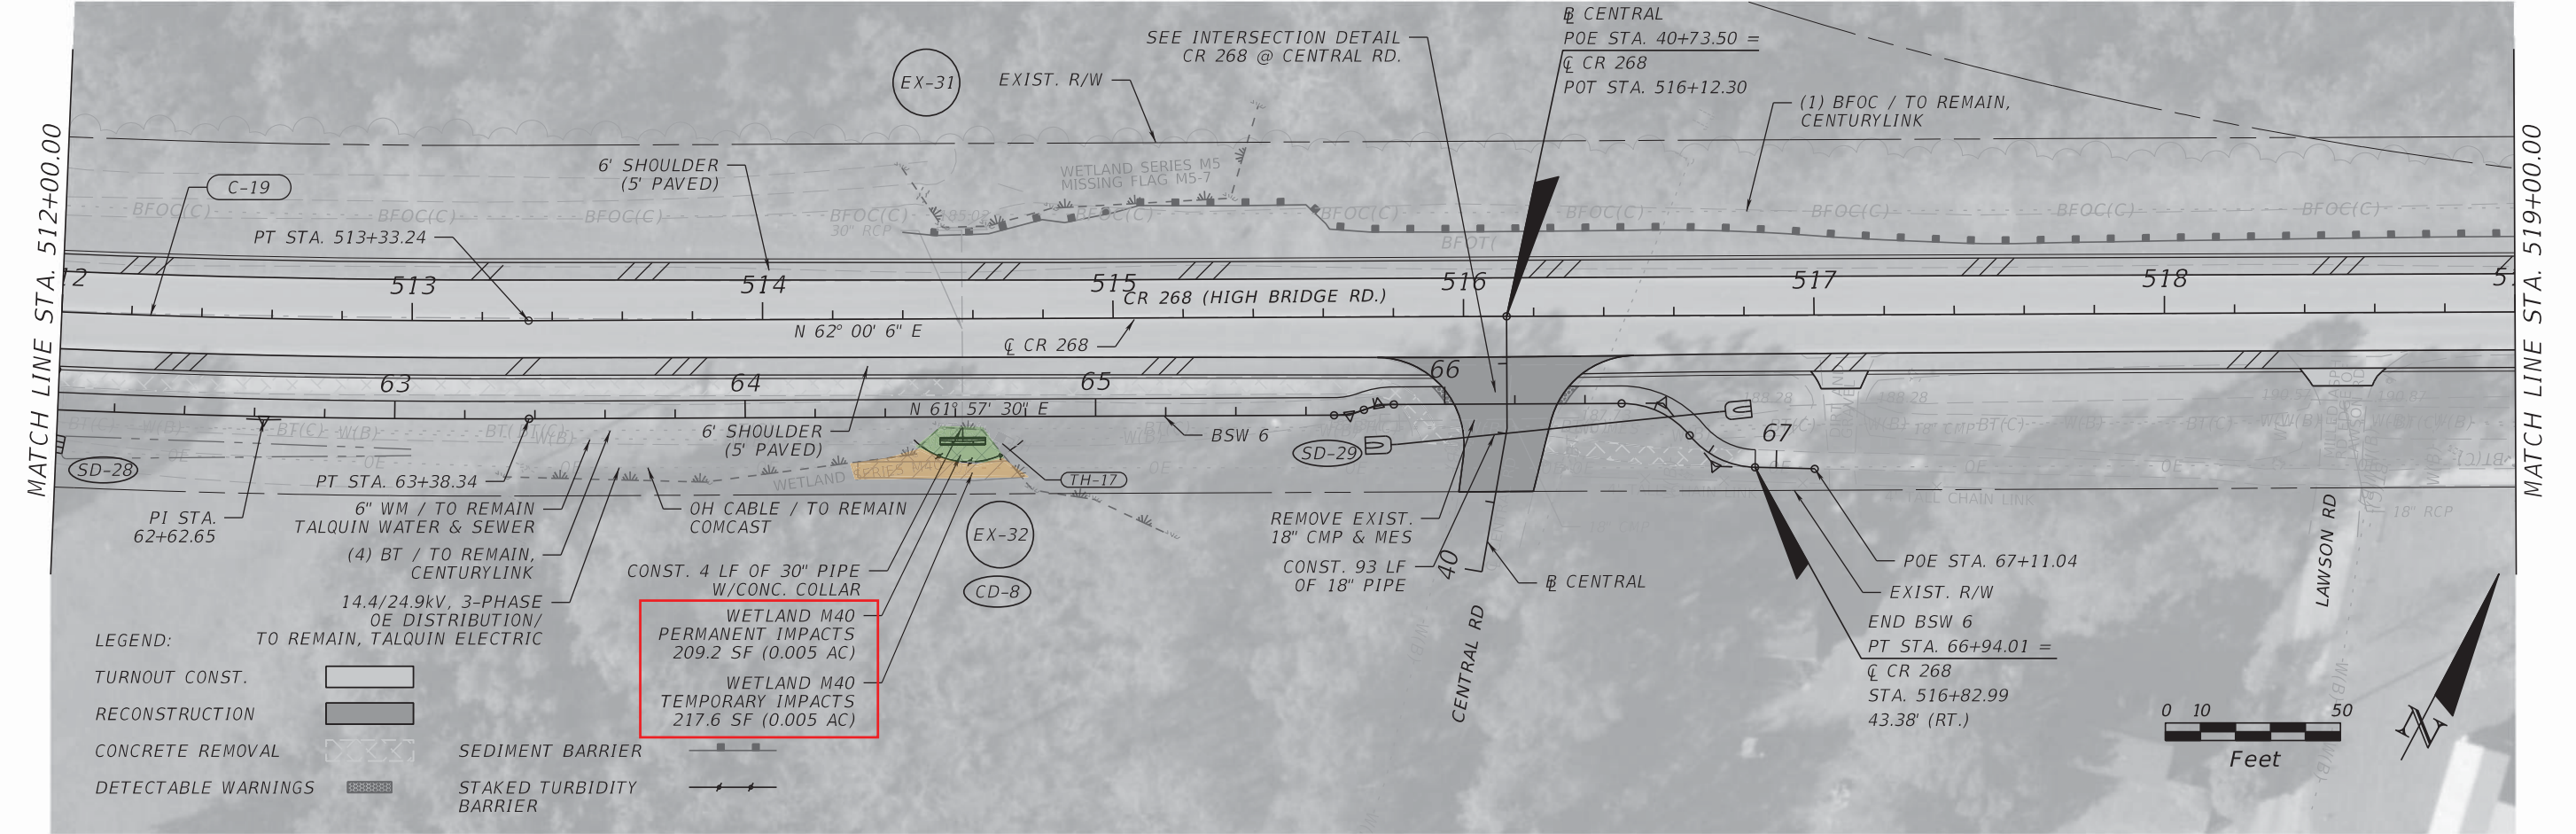 MATCH LINE STA. 512+00.00
MATCH LINE STA. 519+00.00
℄ CENTRAL
POE STA. 40+73.50 =
℄ CR 268
POT STA. 516+12.30
SEE INTERSECTION DETAIL
CR 268 @ CENTRAL RD.
EX-31
EXIST. R/W
(1) BFOC / TO REMAIN,
CENTURYLINK
6' SHOULDER
(5' PAVED)
WETLAND SERIES M5
MISSING FLAG M5-7
C-19
BFOC(C)
BFOC(C)
BFOC(C)
BFOC(C)
BFOC(C)
BFOC(C)
BFOC(C)
BFOC(C)
BFOC(C)
BFOC(C)
30" RCP
BFOT(
PT STA. 513+33.24
12
513
514
515
516
517
518
51
CR 268 (HIGH BRIDGE RD.)
N 62° 00' 6" E
℄ CR 268
63
64
65
66
67
N 61° 57' 30" E
6' SHOULDER
(5' PAVED)
BSW 6
SD-28
SD-29
TH-17
WETLAND SERIES M40
PT STA. 63+38.34
PI STA.
62+62.65
6" WM / TO REMAIN
TALQUIN WATER & SEWER
(4) BT / TO REMAIN,
CENTURYLINK
14.4/24.9kV, 3-PHASE
OE DISTRIBUTION/
TO REMAIN, TALQUIN ELECTRIC
OH CABLE / TO REMAIN
COMCAST
CONST. 4 LF OF 30" PIPE
W/CONC. COLLAR
EX-32
CD-8
WETLAND M40
PERMANENT IMPACTS
209.2 SF (0.005 AC)
WETLAND M40
TEMPORARY IMPACTS
217.6 SF (0.005 AC)
REMOVE EXIST.
18" CMP & MES
CONST. 93 LF
OF 18" PIPE
40
℄ CENTRAL
CENTRAL RD
POE STA. 67+11.04
EXIST. R/W
END BSW 6
PT STA. 66+94.01 =
℄ CR 268
STA. 516+82.99
43.38' (RT.)
LAWSON RD
18" RCP
LEGEND:
TURNOUT CONST.
RECONSTRUCTION
CONCRETE REMOVAL
DETECTABLE WARNINGS
SEDIMENT BARRIER
STAKED TURBIDITY
BARRIER
0 10 50
Feet
N